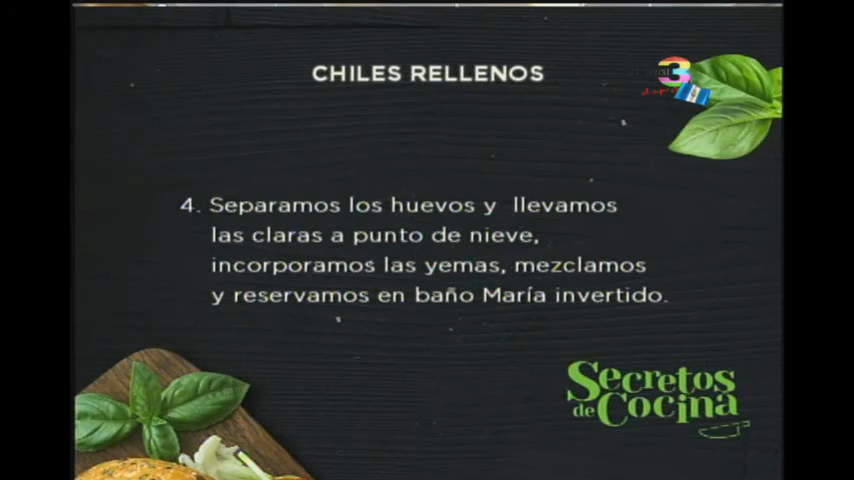 CHILES RELLENOS
3
4. Separamos los huevos y llevamos
las claras a punto de nieve,
incorporamos las yemas, mezclamos
y reservamos en baño María invertido.
Secretos
de Cocina